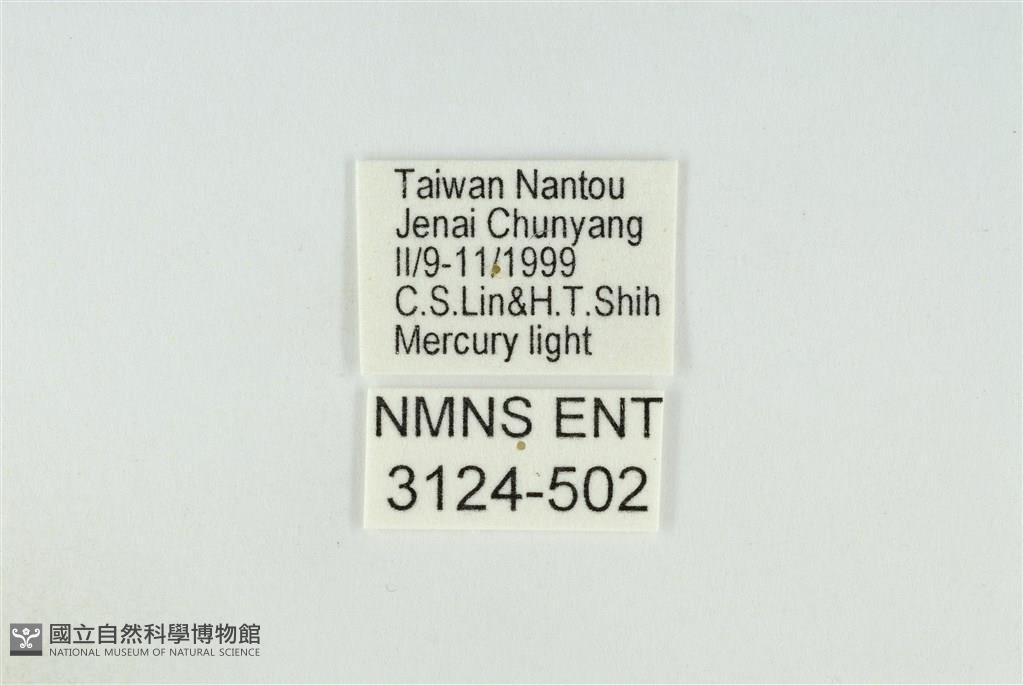 Taiwan Nantou
Jenai Chunyang
II/9-11/1999
C.S.Lin&H.T.Shih
Mercury light
NMNS ENT
3124-502
國立自然科學博物館
NATIONAL MUSEUM OF NATURAL SCIENCE